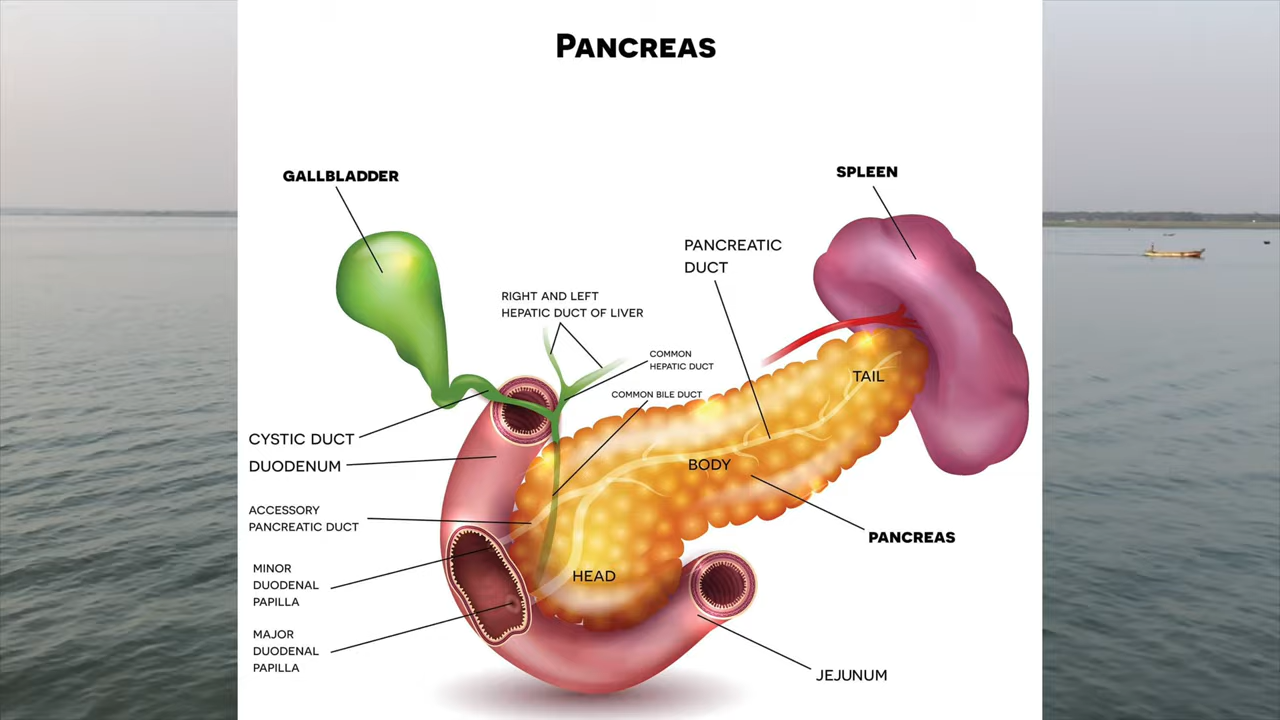 PANCREAS
GALLBLADDER
SPLEEN
PANCREATIC
DUCT
RIGHT AND LEFT
HEPATIC DUCT OF LIVER
COMMON
HEPATIC DUCT
COMMON BILE DUCT
TAIL
CYSTIC DUCT
DUODENUM
BODY
ACCESSORY
PANCREATIC DUCT
PANCREAS
MINOR
DUODENAL
PAPILLA
HEAD
MAJOR
DUODENAL
PAPILLA
JEJUNUM